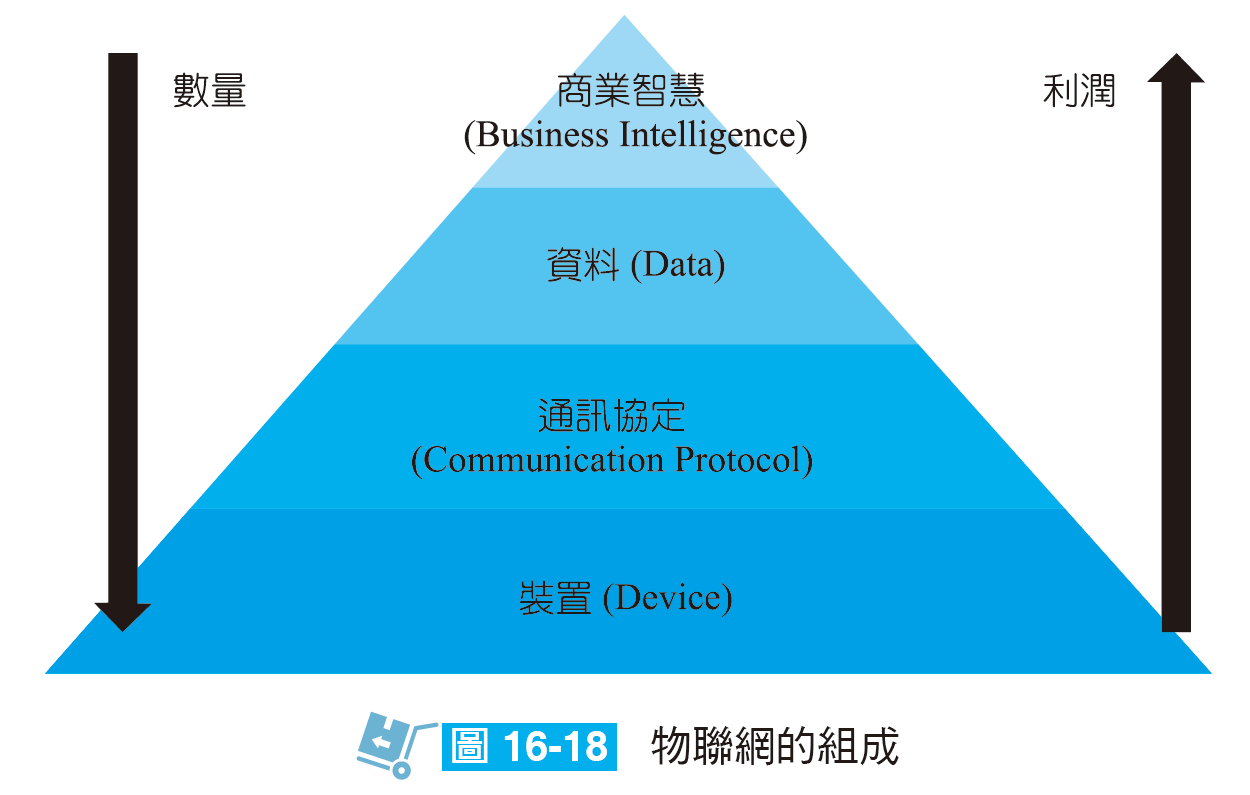 數量
商業智慧
(Business Intelligence)
利潤
資料 (Data)
通訊協定
(Communication Protocol)
裝置 (Device)
圖 16-18 物聯網的組成